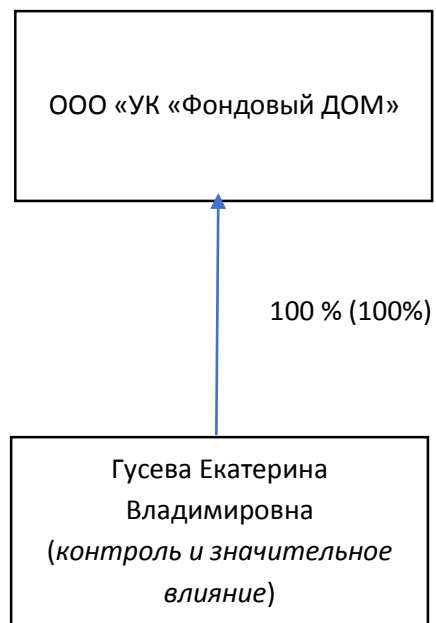 ООО «УК «Фондовый ДОМ»
100 % (100%)
Гусева Екатерина
Владимировна
(контроль и значительное
влияние)